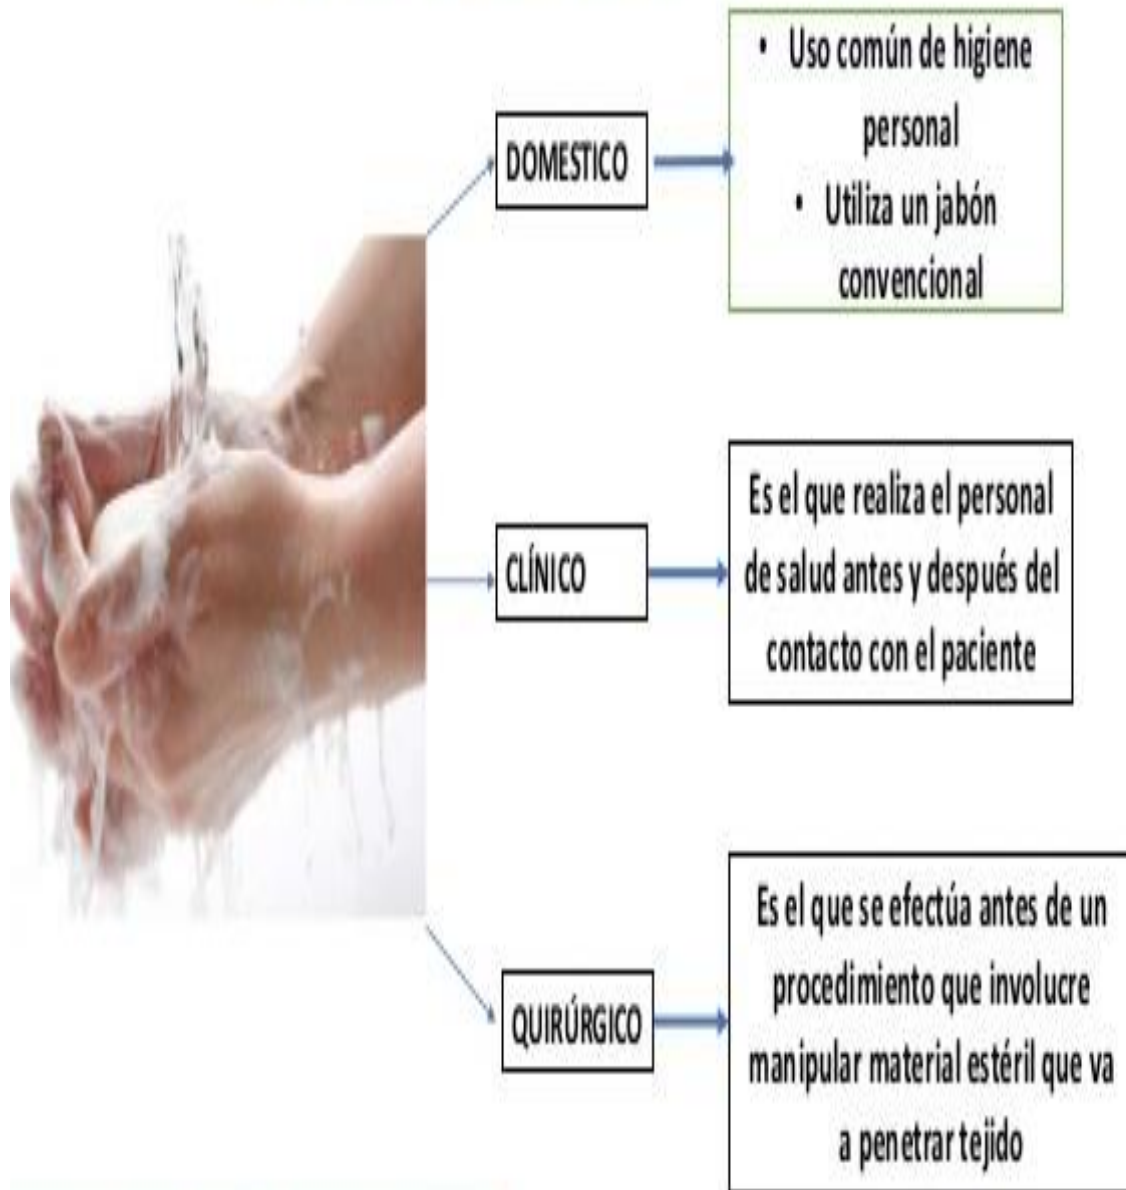 • Uso común de higiene
personal
• Utiliza un jabón
convencional
DOMESTICO
Es el que realiza el personal
de salud antes y después del
contacto con el paciente
CLÍNICO
Es el que se efectúa antes de un
procedimiento que involucre
manipular material estéril que va
a penetrar tejido
QUIRÚRGICO